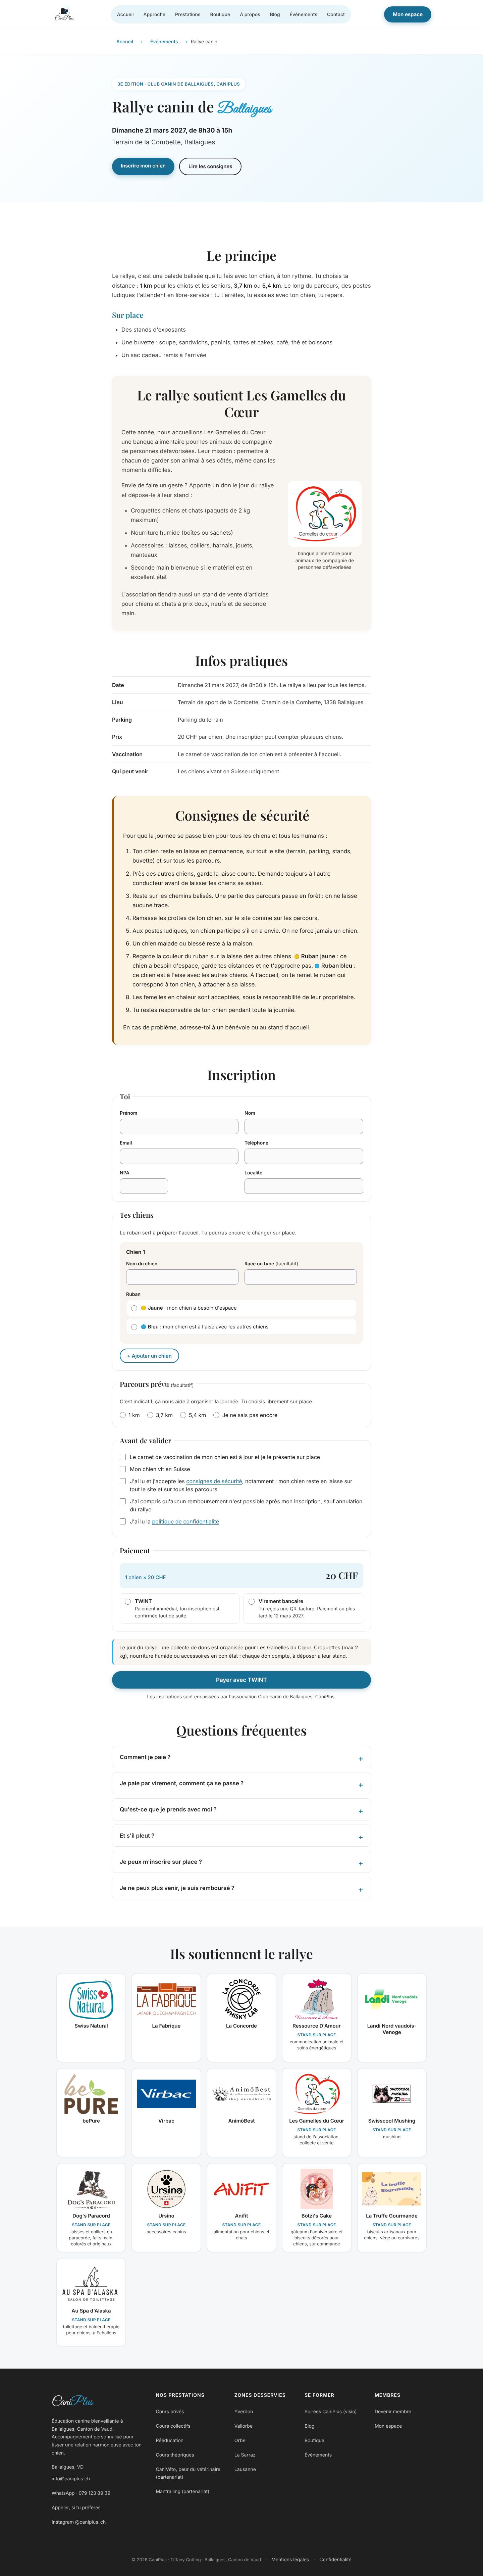 CaniPlus
Accueil Approche Prestations Boutique À propos Blog Événements Contact
Mon espace
Accueil
Événements
Rallye canin
3E ÉDITION · CLUB CANIN DE BALLAIGUES, CANIPLUS
Rallye canin de Ballaigues
Dimanche 21 mars 2027, de 8h30 à 15h
Terrain de la Combette, Ballaigues
Inscrire mon chien
Lire les consignes
Le principe
Le rallye, c'est une balade balisée que tu fais avec ton chien, à ton rythme. Tu choisis ta
distance : 1 km pour les chiots et les seniors, 3,7 km ou 5,4 km. Le long du parcours, des postes
ludiques t'attendent en libre-service : tu t'arrêtes, tu essaies avec ton chien, tu repars.
Sur place
• Des stands d'exposants
• Une buvette : soupe, sandwichs, paninis, tartes et cakes, café, thé et boissons
• Un sac cadeau remis à l'arrivée
Le rallye soutient Les Gamelles du
Cœur
Cette année, nous accueillons Les Gamelles du Cœur,
une banque alimentaire pour les animaux de compagnie
de personnes défavorisées. Leur mission : permettre à
chacun de garder son animal à ses côtés, même dans les
moments difficiles.
Envie de faire un geste ? Apporte un don le jour du rallye
et dépose-le à leur stand :
• Croquettes chiens et chats (paquets de 2 kg
maximum)
• Nourriture humide (boîtes ou sachets)
• Accessoires : laisses, colliers, harnais, jouets,
manteaux
• Seconde main bienvenue si le matériel est en
excellent état
L'association tiendra aussi un stand de vente d'articles
pour chiens et chats à prix doux, neufs et de seconde
main.
Gamelles du cœur
banque alimentaire pour
animaux de compagnie de
personnes défavorisées
Infos pratiques
Date Dimanche 21 mars 2027, de 8h30 à 15h. Le rallye a lieu par tous les temps.
Lieu Terrain de sport de la Combette, Chemin de la Combette, 1338 Ballaigues
Parking Parking du terrain
Prix 20 CHF par chien. Une inscription peut compter plusieurs chiens.
Vaccination Le carnet de vaccination de ton chien est à présenter à l'accueil.
Qui peut venir Les chiens vivant en Suisse uniquement.
Consignes de sécurité
Pour que la journée se passe bien pour tous les chiens et tous les humains :
1. Ton chien reste en laisse en permanence, sur tout le site (terrain, parking, stands,
buvette) et sur tous les parcours.
2. Près des autres chiens, garde la laisse courte. Demande toujours à l'autre
conducteur avant de laisser les chiens se saluer.
3. Reste sur les chemins balisés. Une partie des parcours passe en forêt : on ne laisse
aucune trace.
4. Ramasse les crottes de ton chien, sur le site comme sur les parcours.
5. Aux postes ludiques, ton chien participe s'il en a envie. On ne force jamais un chien.
6. Un chien malade ou blessé reste à la maison.
7. Regarde la couleur du ruban sur la laisse des autres chiens. Ruban jaune : ce
chien a besoin d'espace, garde tes distances et ne t'approche pas. Ruban bleu :
ce chien est à l'aise avec les autres chiens. À l'accueil, on te remet le ruban qui
correspond à ton chien, à attacher à sa laisse.
8. Les femelles en chaleur sont acceptées, sous la responsabilité de leur propriétaire.
9. Tu restes responsable de ton chien pendant toute la journée.
En cas de problème, adresse-toi à un bénévole ou au stand d'accueil.
Inscription
Toi
Prénom
Nom
Email
Téléphone
NPA
Localité
Tes chiens
Le ruban sert à préparer l'accueil. Tu pourras encore le changer sur place.
Chien 1
Nom du chien
Race ou type (facultatif)
Ruban
Jaune : mon chien a besoin d'espace
Bleu : mon chien est à l'aise avec les autres chiens
+ Ajouter un chien
Parcours prévu (facultatif)
C'est indicatif, ça nous aide à organiser la journée. Tu choisis librement sur place.
1 km 3,7 km 5,4 km Je ne sais pas encore
Avant de valider
Le carnet de vaccination de mon chien est à jour et je le présente sur place
Mon chien vit en Suisse
J'ai lu et j'accepte les consignes de sécurité, notamment : mon chien reste en laisse sur
tout le site et sur tous les parcours
J'ai compris qu'aucun remboursement n'est possible après mon inscription, sauf annulation
du rallye
J'ai lu la politique de confidentialité
Paiement
1 chien × 20 CHF
20 CHF
TWINT
Paiement immédiat, ton inscription est
confirmée tout de suite.
Virement bancaire
Tu reçois une QR-facture. Paiement au plus
tard le 12 mars 2027.
Le jour du rallye, une collecte de dons est organisée pour Les Gamelles du Cœur. Croquettes (max 2
kg), nourriture humide ou accessoires en bon état : chaque don compte, à déposer à leur stand.
Payer avec TWINT
Les inscriptions sont encaissées par l'association Club canin de Ballaigues, CaniPlus.
Questions fréquentes
Comment je paie ? +
Je paie par virement, comment ça se passe ? +
Qu'est-ce que je prends avec moi ? +
Et s'il pleut ? +
Je peux m'inscrire sur place ? +
Je ne peux plus venir, je suis remboursé ? +
Ils soutiennent le rallye
Swiss Natural
Swiss Natural
LA FABRIQUE
La Fabrique
LA CONCORDE WHISKY LAB
La Concorde
Ressource d'Amour
Ressource D'Amour
STAND SUR PLACE
communication animale et
soins énergétiques
Landi Nord vaudois-
Venoge
Landi Nord vaudois-
Venoge
be PURE
bePure
Virbac
Virbac
AnimôBest
AnimôBest
Gamelles du cœur
Les Gamelles du Cœur
STAND SUR PLACE
stand de l'association,
collecte et vente
SWISSCOOL MUSHING
Swisscool Mushing
STAND SUR PLACE
mushing
DOG'S PARACORD
Dog's Paracord
STAND SUR PLACE
laisses et colliers en
paracorde, faits main,
colorés et originaux
Ursino
Ursino
STAND SUR PLACE
accessoires canins
ANiFiT
Anifit
STAND SUR PLACE
alimentation pour chiens et
chats
Bötzi's Cake
STAND SUR PLACE
gâteaux d'anniversaire et
biscuits décorés pour
chiens, sur commande
La truffe Gourmande
La Truffe Gourmande
STAND SUR PLACE
biscuits artisanaux pour
chiens, végé ou carnivores
AU SPA D'ALASKA
SALON DE TOILETTAGE
Au Spa d'Alaska
STAND SUR PLACE
toilettage et balnéothérapie
pour chiens, à Echallens
CaniPlus
Éducation canine bienveillante à
Ballaigues, Canton de Vaud.
Accompagnement personnalisé pour
tisser une relation harmonieuse avec ton
chien.
Ballaigues, VD
info@caniplus.ch
WhatsApp · 079 123 89 39
Appeler, si tu préfères
Instagram @caniplus_ch
NOS PRESTATIONS
Cours privés
Cours collectifs
Rééducation
Cours théoriques
CaniVéto, pour du vétérinaire
(partenariat)
Mantrailing (partenariat)
ZONES DESSERVIES
Yverdon
Vallorbe
Orbe
La Sarraz
Lausanne
SE FORMER
Soirées CaniPlus (visio)
Blog
Boutique
Événements
MEMBRES
Devenir membre
Mon espace
© 2026 CaniPlus · Tiffany Cotting · Ballaigues, Canton de Vaud Mentions légales Confidentialité